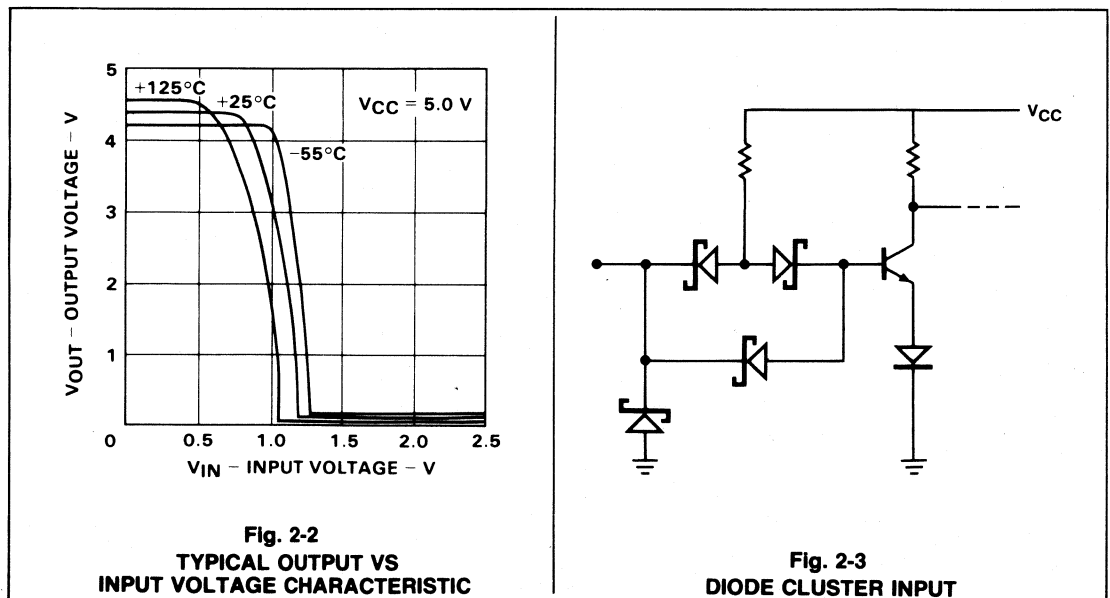 5
4
3
2
1
0
+125°C
+25°C
−55°C
VCC = 5.0 V
VOUT − OUTPUT VOLTAGE − V
0.5 1.0 1.5 2.0 2.5
VIN − INPUT VOLTAGE − V
Fig. 2-2
TYPICAL OUTPUT VS
INPUT VOLTAGE CHARACTERISTIC
VCC
Fig. 2-3
DIODE CLUSTER INPUT